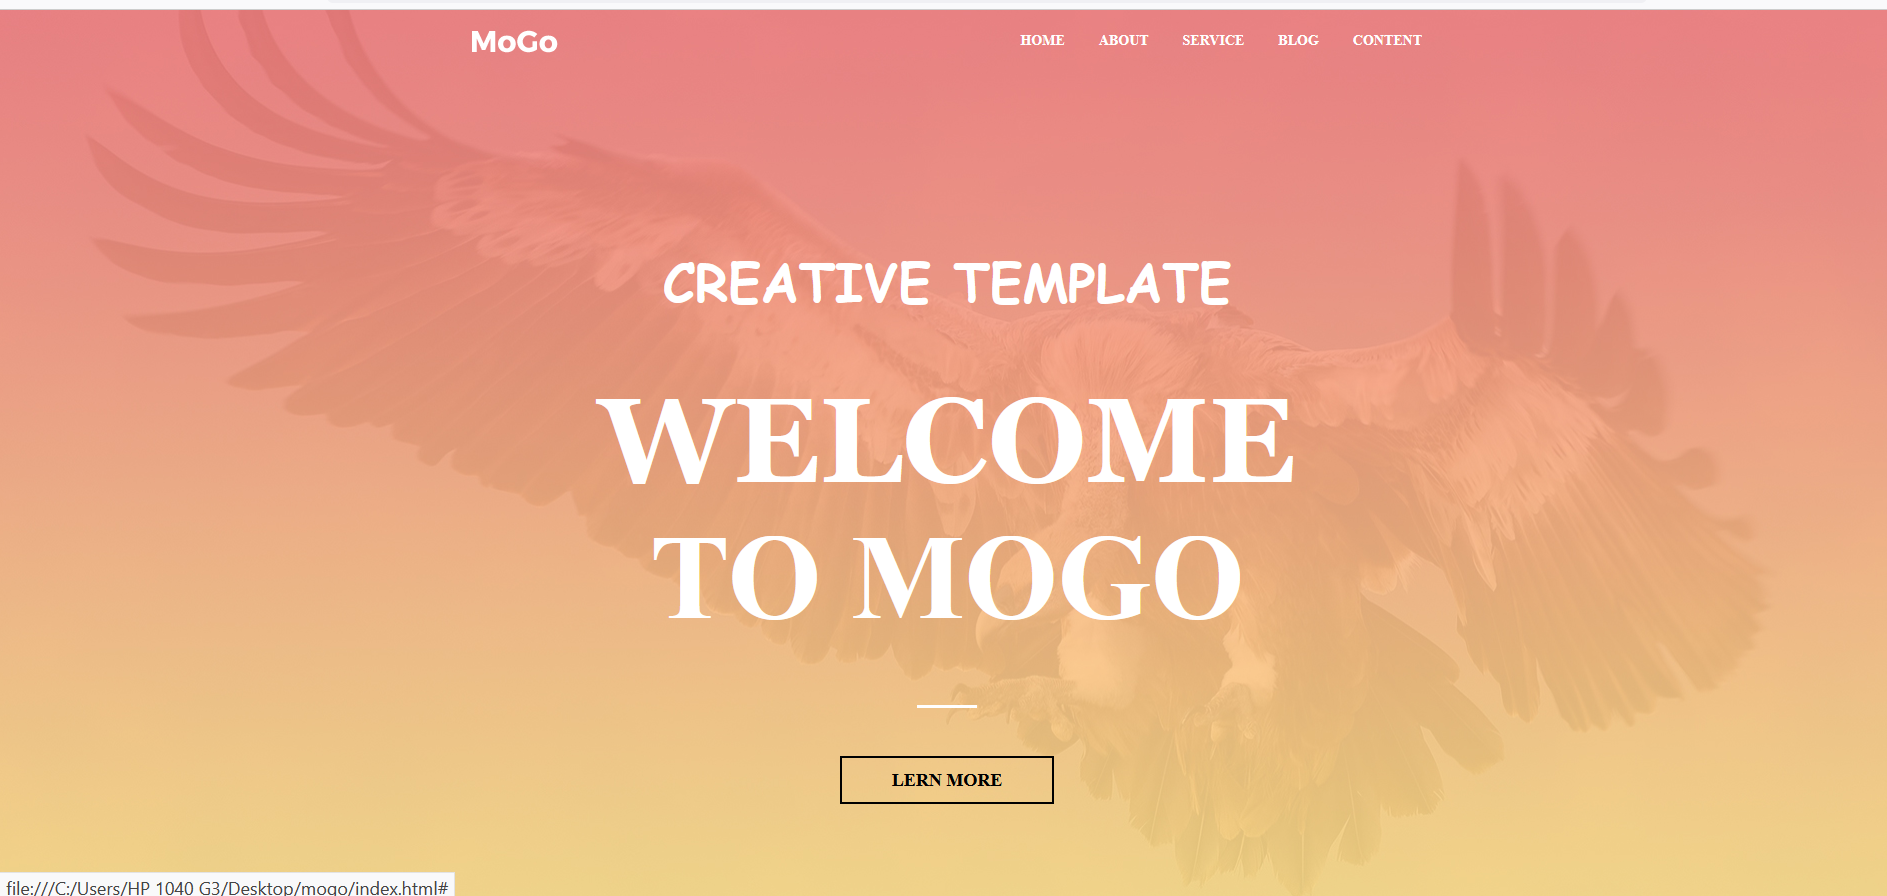 MoGo
HOME ABOUT SERVICE BLOG CONTENT
CREATIVE TEMPLATE
WELCOME
TO MOGO
LERN MORE
file:///C:/Users/HP 1040 G3/Desktop/mogo/index.html#